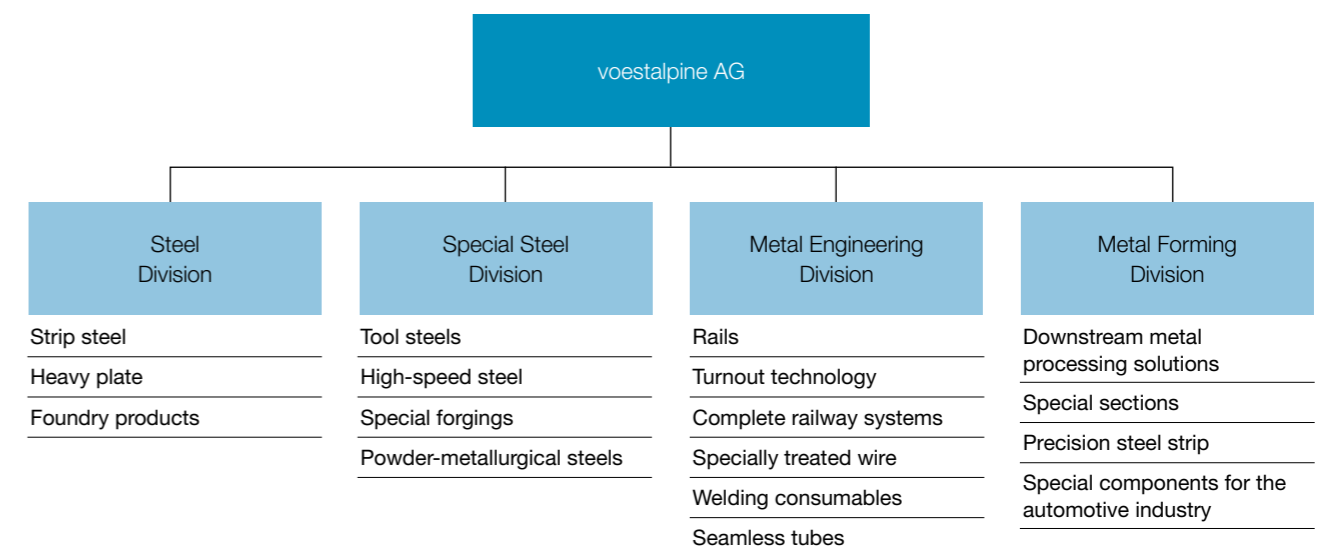 voestalpine AG
Steel
Division
Strip steel
Heavy plate
Foundry products
Special Steel
Division
Tool steels
High-speed steel
Special forgings
Powder-metallurgical steels
Metal Engineering
Division
Rails
Turnout technology
Complete railway systems
Specially treated wire
Welding consumables
Seamless tubes
Metal Forming
Division
Downstream metal
processing solutions
Special sections
Precision steel strip
Special components for the
automotive industry